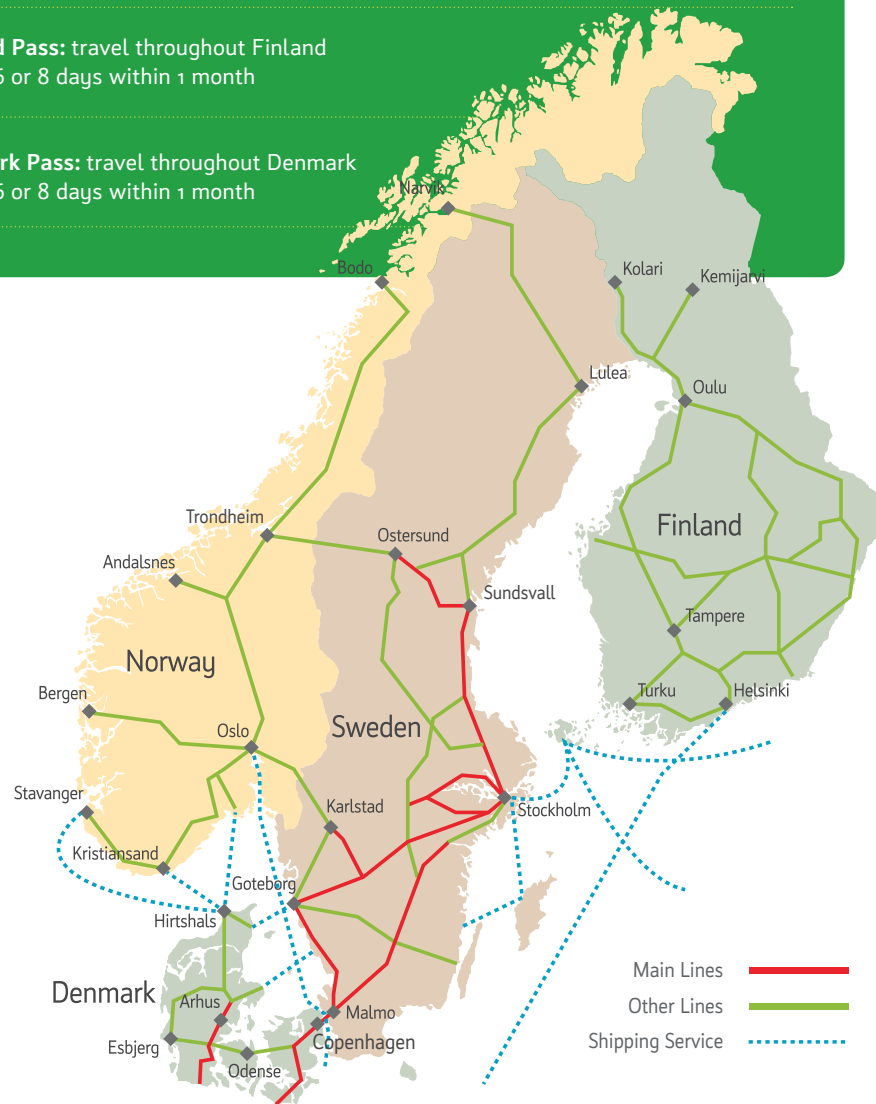 Pass: travel throughout Finland
or 8 days within 1 month
Pass: travel throughout Denmark
or 8 days within 1 month
Narvik
Bodo
Kolari
Kemijarvi
Lulea
Oulu
Trondheim
Ostersund
Finland
Andalsnes
Sundsvall
Tampere
Norway
Bergen
Turku
Helsinki
Oslo
Sweden
Stavanger
Karlstad
Stockholm
Kristiansand
Goteborg
Hirtshals
Main Lines
Denmark
Arhus
Other Lines
Malmo
Esbjerg
Copenhagen
Shipping Service
Odense